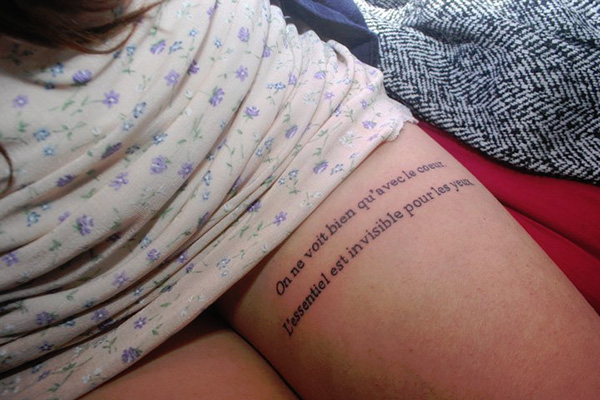 On ne voit bien qu'avec le coeur.
L'essentiel est invisible pour les yeux